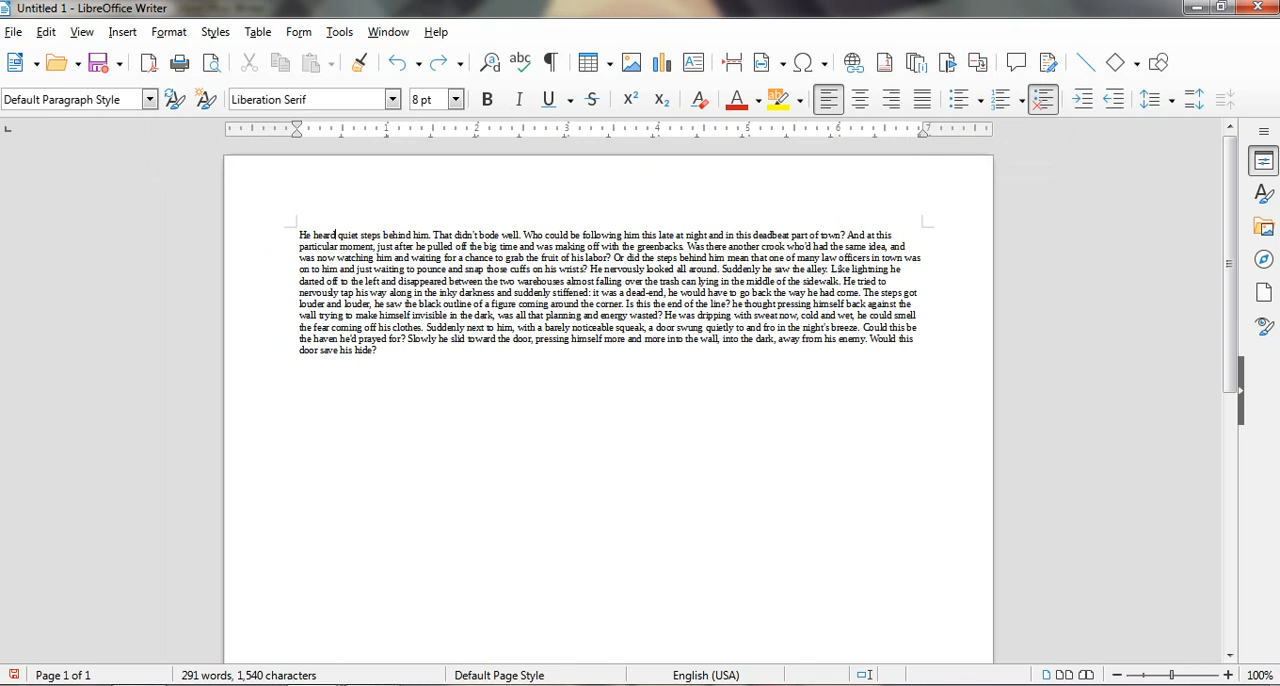 Untitled 1 - LibreOffice Writer
File Edit View Insert Format Styles Table Form Tools Window Help
Default Paragraph Style Liberation Serif 8 pt
1 2 3 4 5 6 7
He heard quiet steps behind him. That didn't bode well. Who could be following him this late at night and in this deadbeat part of town? And at this
particular moment, just after he pulled off the big time and was making off with the greenbacks. Was there another crook who'd had the same idea, and
was now watching him and waiting for a chance to grab the fruit of his labor? Or did the steps behind him mean that one of many law officers in town was
on to him and just waiting to pounce and snap those cuffs on his wrists? He nervously looked all around. Suddenly he saw the alley. Like lightning he
darted off to the left and disappeared between the two warehouses almost falling over the trash can lying in the middle of the sidewalk. He tried to
nervously tap his way along in the inky darkness and suddenly stiffened: it was a dead-end, he would have to go back the way he had come. The steps got
louder and louder, he saw the black outline of a figure coming around the corner. Is this the end of the line? he thought pressing himself back against the
wall trying to make himself invisible in the dark, was all that planning and energy wasted? He was dripping with sweat now, cold and wet, he could smell
the fear coming off his clothes. Suddenly next to him, with a barely noticeable squeak, a door swung quietly to and fro in the night's breeze. Could this be
the haven he'd prayed for? Slowly he slid toward the door, pressing himself more and more into the wall, into the dark, away from his enemy. Would this
door save his hide?
Page 1 of 1 291 words, 1,540 characters Default Page Style English (USA) 100%